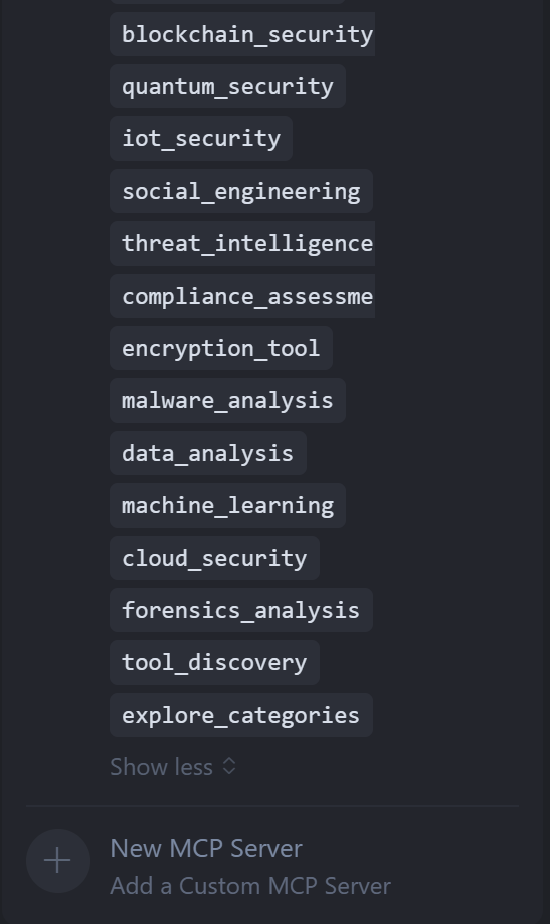 blockchain_security
quantum_security
iot_security
social_engineering
threat_intelligence
compliance_assessme
encryption_tool
malware_analysis
data_analysis
machine_learning
cloud_security
forensics_analysis
tool_discovery
explore_categories
Show less
New MCP Server
Add a Custom MCP Server